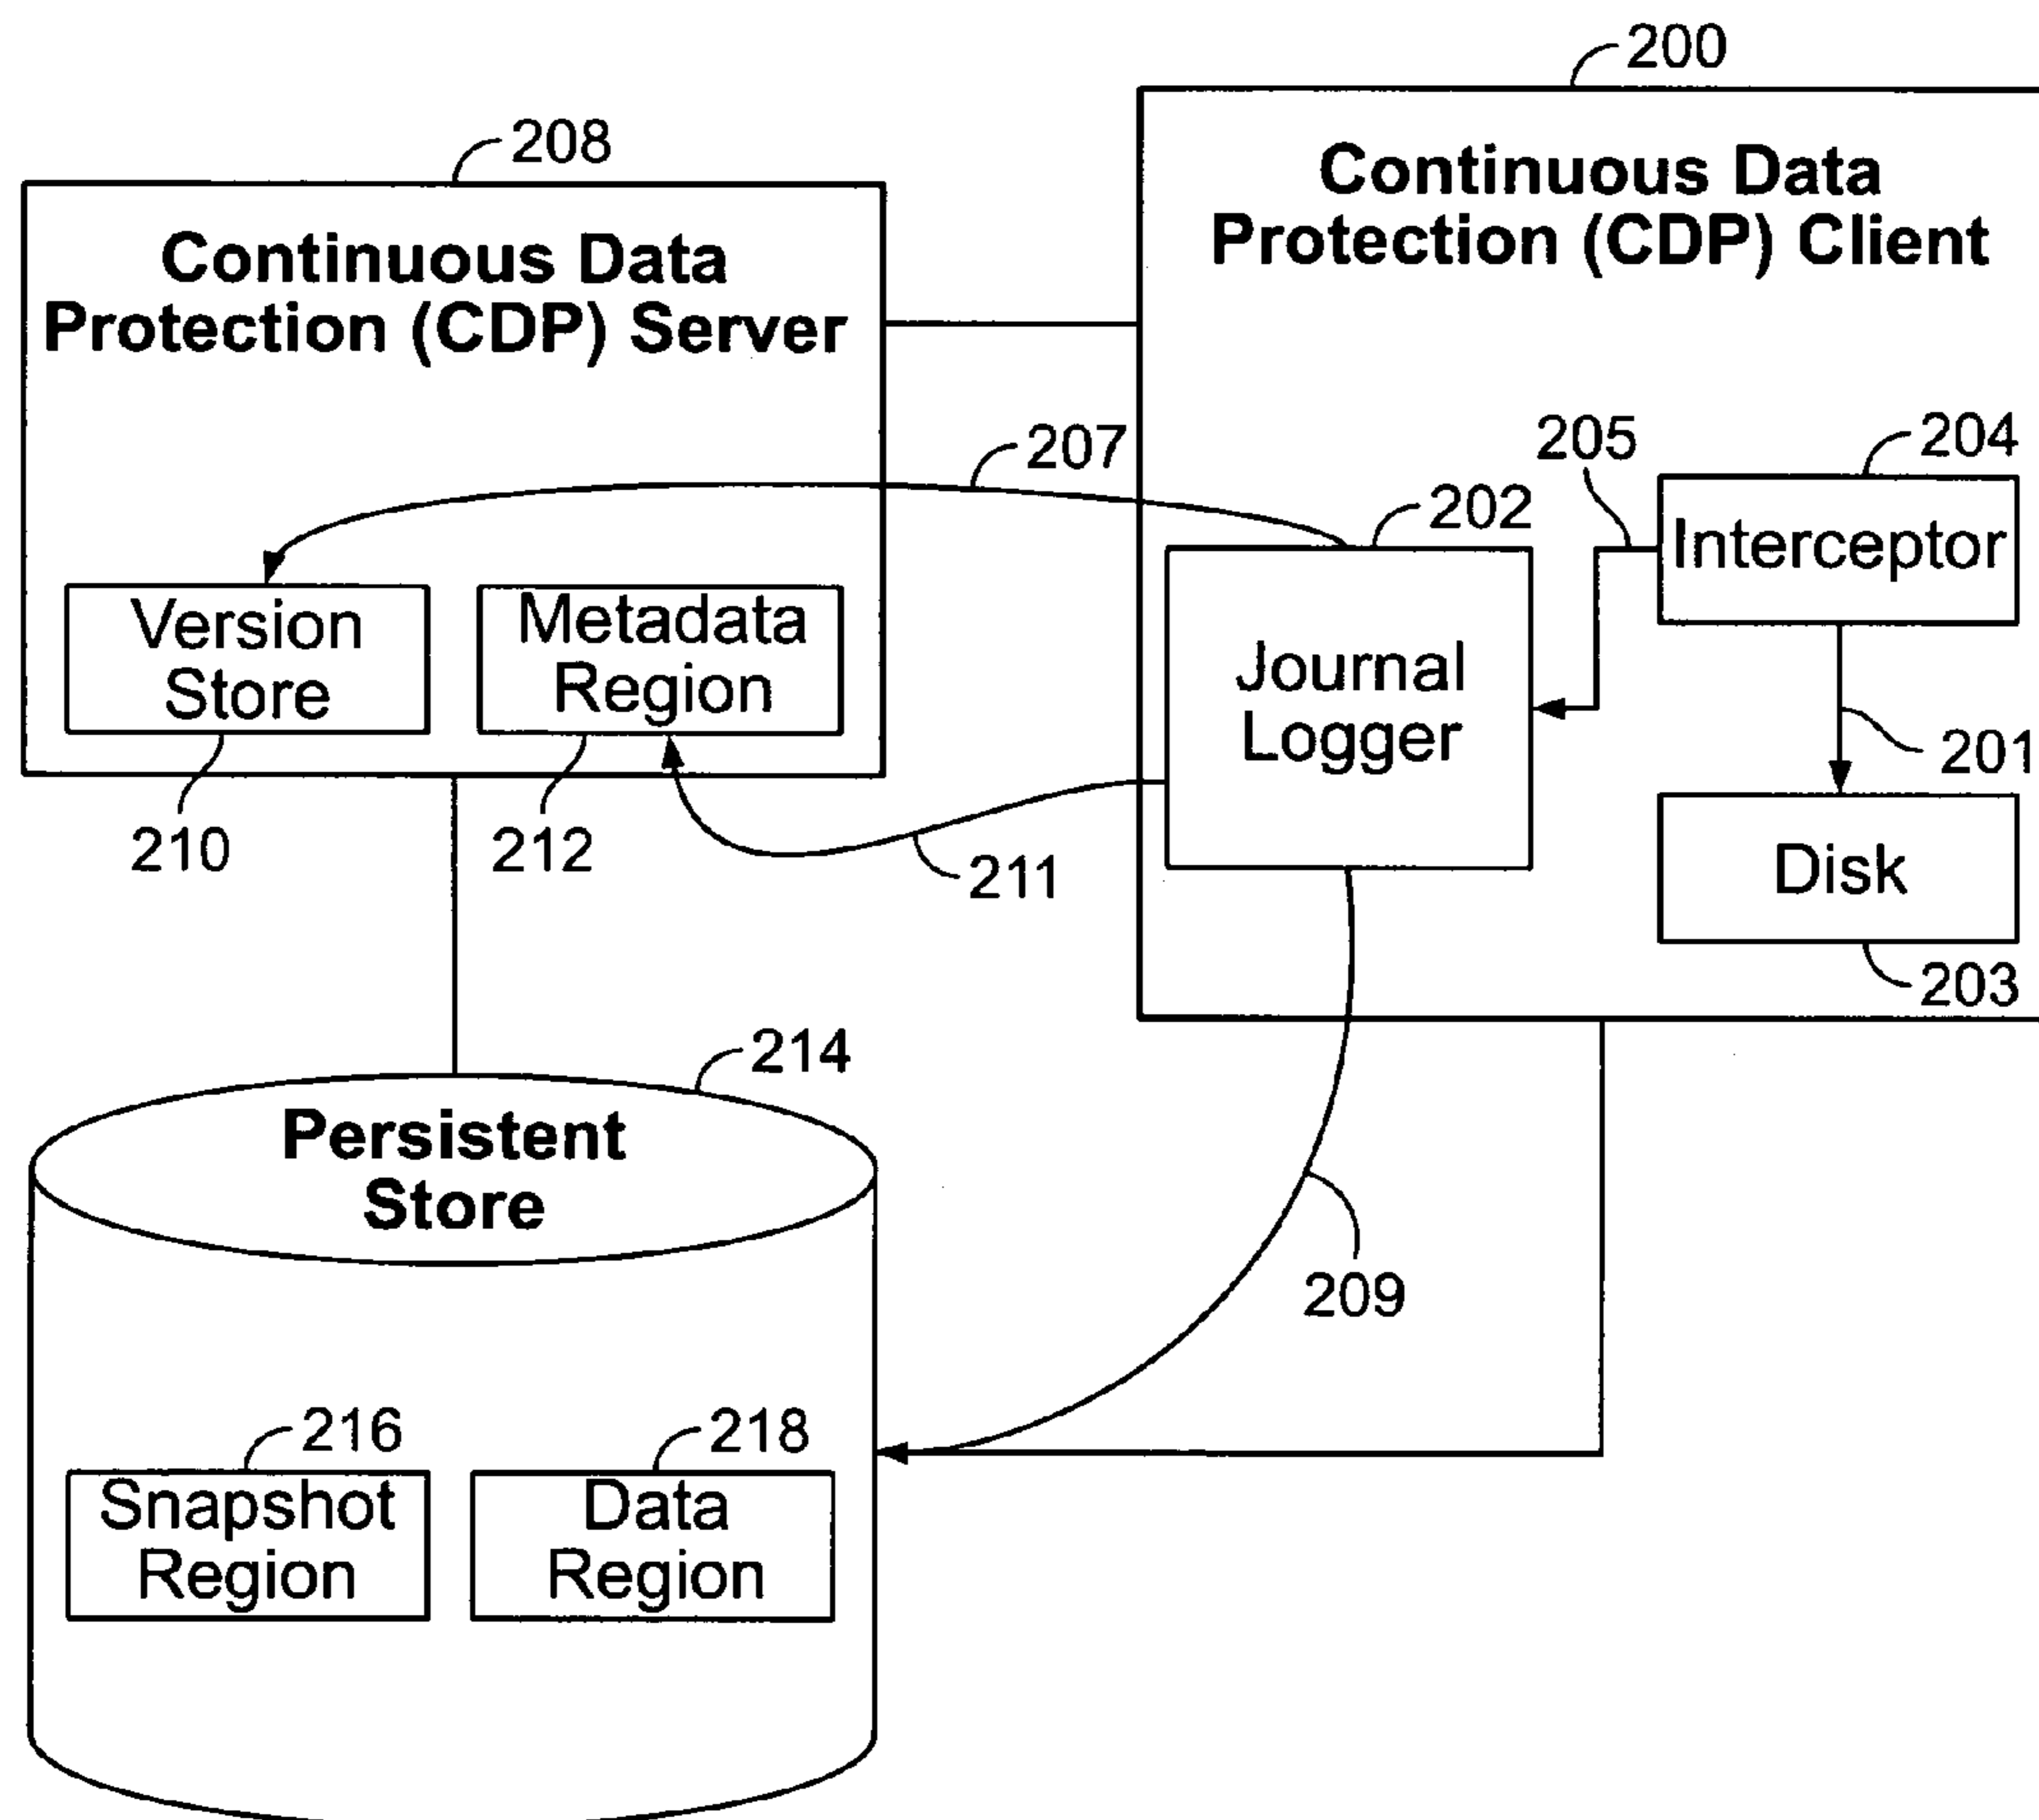 200
208
Continuous Data
Protection (CDP) Client
Continuous Data
Protection (CDP) Server
207
205
204
202
Interceptor
Version
Store
Metadata
Region
Journal
Logger
201
210
212
211
Disk
203
214
Persistent
Store
209
216
218
Snapshot
Region
Data
Region